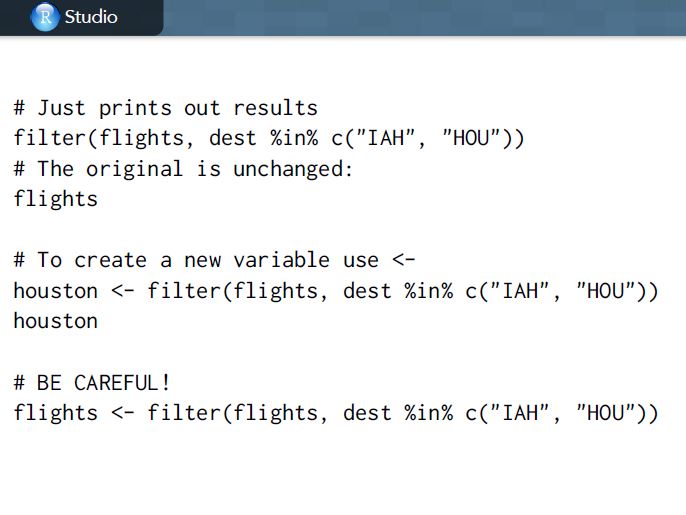 R Studio
# Just prints out results
filter(flights, dest %in% c("IAH", "HOU"))
# The original is unchanged:
flights
# To create a new variable use <-
houston <- filter(flights, dest %in% c("IAH", "HOU"))
houston
# BE CAREFUL!
flights <- filter(flights, dest %in% c("IAH", "HOU"))